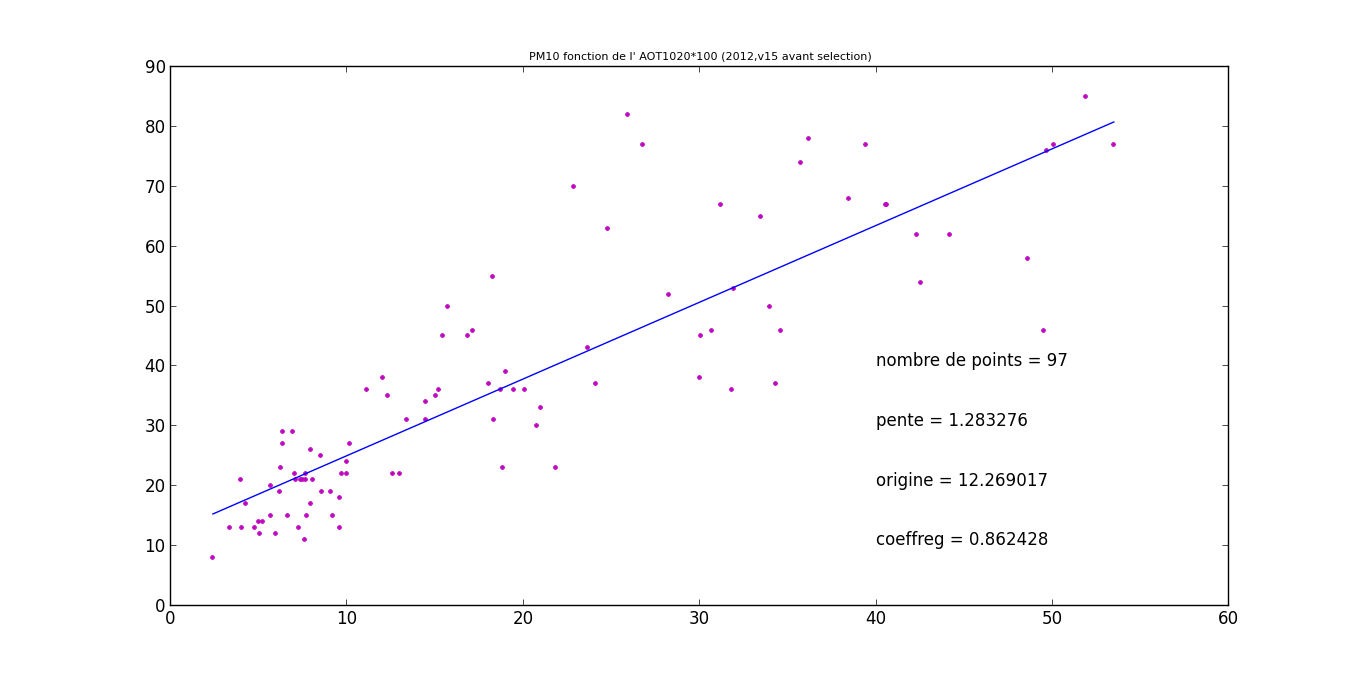 PM10 fonction de l' AOT1020*100 (2012,v15 avant selection)
90
80
70
60
50
40
30
20
10
0
nombre de points = 97
pente = 1.283276
origine = 12.269017
coeffreg = 0.862428
0 10 20 30 40 50 60